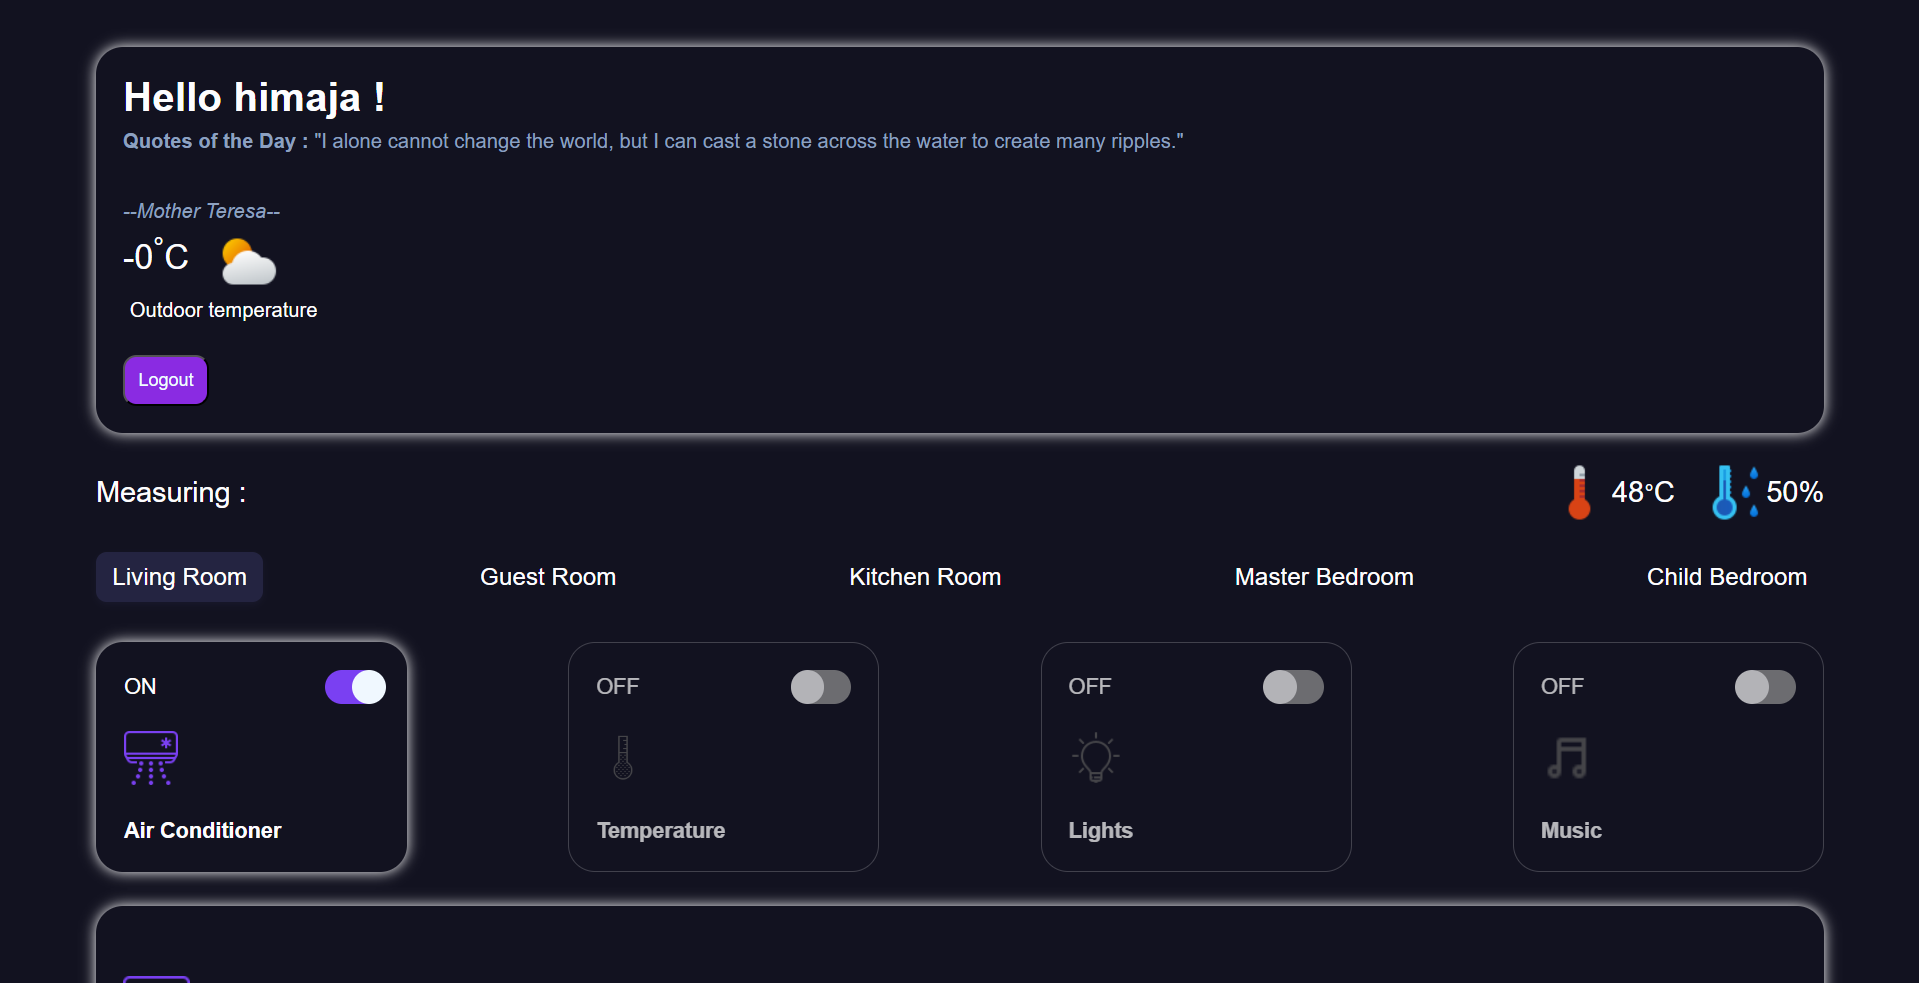 Hello himaja !
Quotes of the Day : "I alone cannot change the world, but I can cast a stone across the water to create many ripples."
--Mother Teresa--
-0°C
Outdoor temperature
Logout
Measuring :
48°C
50%
Living Room
Guest Room
Kitchen Room
Master Bedroom
Child Bedroom
ON
OFF
OFF
OFF
Air Conditioner
Temperature
Lights
Music